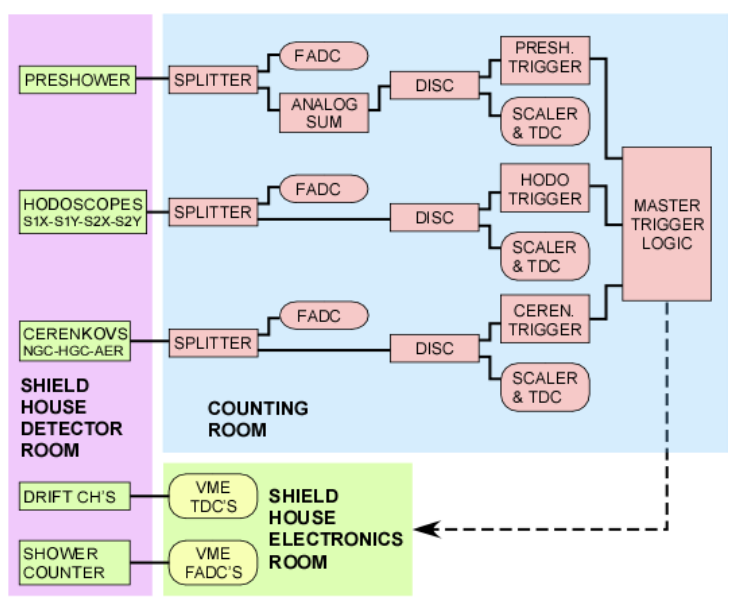 PRESHOWER
SPLITTER
FADC
ANALOG
SUM
DISC
PRESH.
TRIGGER
SCALER
& TDC
HODOSCOPES
S1X-S1Y-S2X-S2Y
SPLITTER
FADC
DISC
HODO
TRIGGER
SCALER
& TDC
MASTER
TRIGGER
LOGIC
CERENKOVS
NGC-HGC-AER
SPLITTER
FADC
DISC
CEREN.
TRIGGER
SCALER
& TDC
SHIELD
HOUSE
DETECTOR
ROOM
COUNTING
ROOM
DRIFT CH'S
VME
TDC'S
SHOWER
COUNTER
VME
FADC'S
SHIELD
HOUSE
ELECTRONICS
ROOM